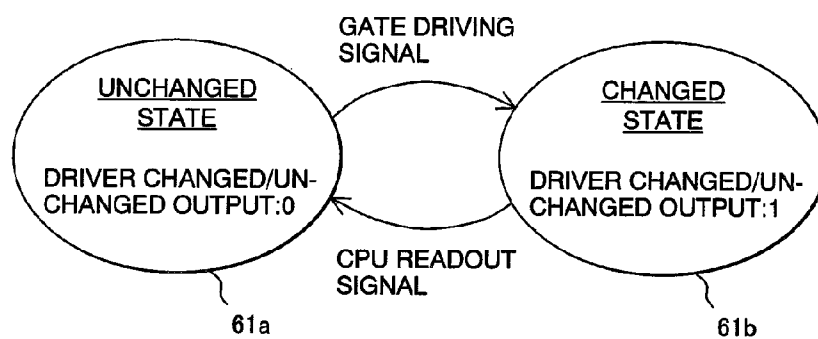 GATE DRIVING
SIGNAL
UNCHANGED
STATE
DRIVER CHANGED/UN-
CHANGED OUTPUT:0
CHANGED
STATE
DRIVER CHANGED/UN-
CHANGED OUTPUT:1
CPU READOUT
SIGNAL
61a
61b